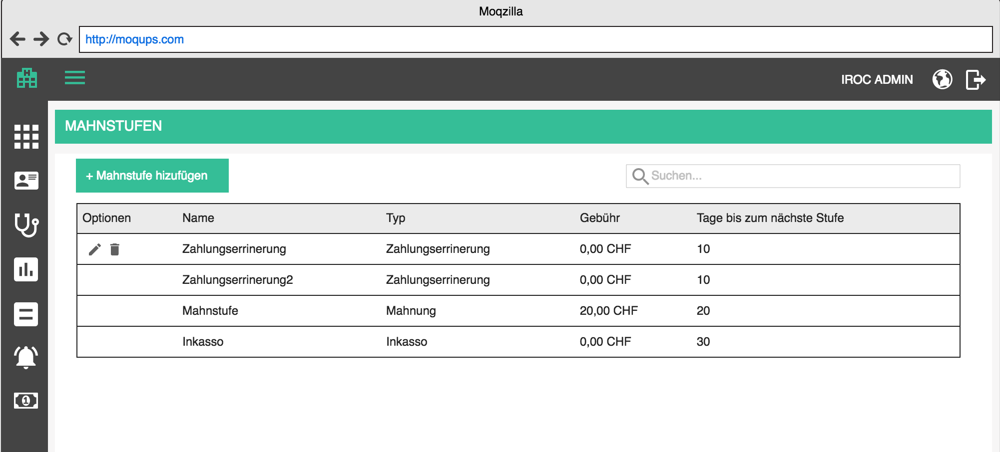 Moqzilla
http://moqups.com
IROC ADMIN
MAHNSTUFEN
+ Mahnstufe hizufügen
Suchen...
Optionen Name Typ Gebühr Tage bis zum nächste Stufe
Zahlungserrinerung Zahlungserrinerung 0,00 CHF 10
Zahlungserrinerung2 Zahlungserrinerung 0,00 CHF 10
Mahnstufe Mahnung 20,00 CHF 20
Inkasso Inkasso 0,00 CHF 30